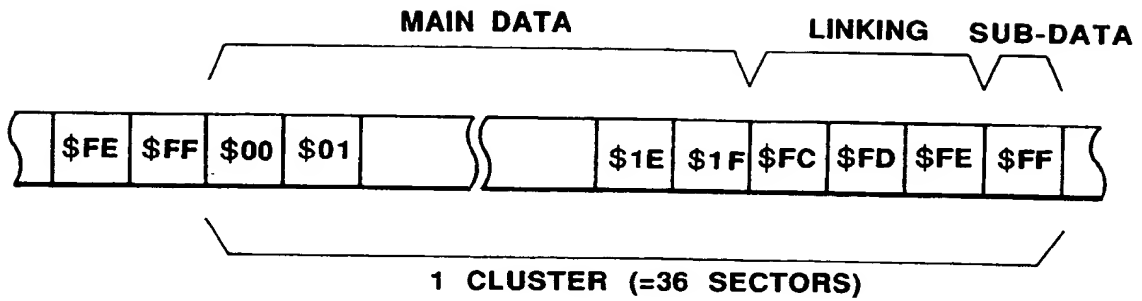 MAIN DATA LINKING SUB-DATA
$FE $FF $00 $01 $1E $1F $FC $FD $FE $FF
1 CLUSTER (=36 SECTORS)